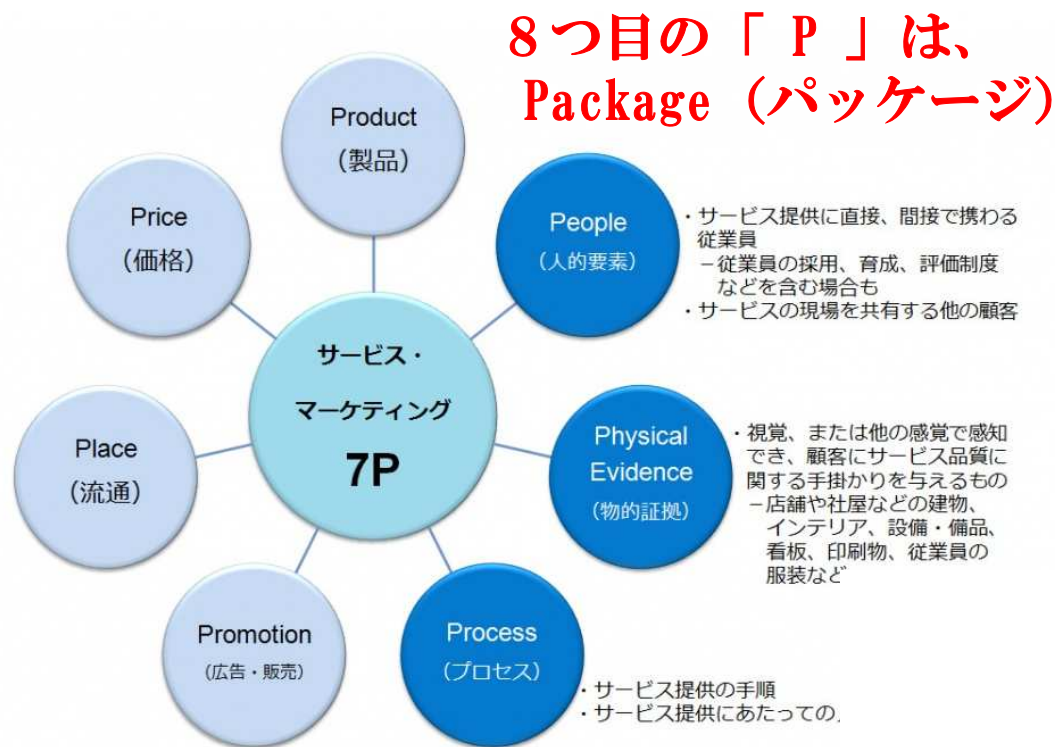 ８つ目の「 P 」は、
Package（パッケージ）
Product
（製品）
Price
（価格）
People
（人的要素）
・サービス提供に直接、間接で携わる
従業員
－従業員の採用、育成、評価制度
などを含む場合も
・サービスの現場を共有する他の顧客
サービス・
マーケティング
7P
Place
（流通）
Physical
Evidence
（物的証拠）
・視覚、または他の感覚で感知
でき、顧客にサービス品質に
関する手掛かりを与えるもの
－店舗や社屋などの建物、
インテリア、設備・備品、
看板、印刷物、従業員の
服装など
Promotion
（広告・販売）
Process
（プロセス）
・サービス提供の手順
・サービス提供にあたっての